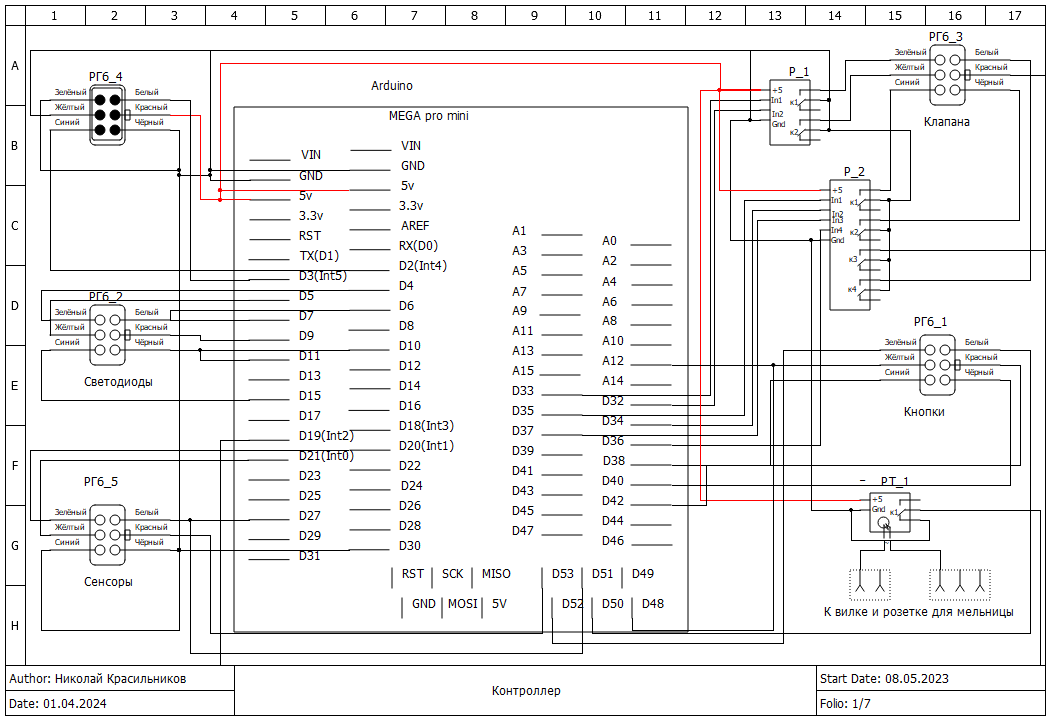 1 2 3 4 5 6 7 8 9 10 11 12 13 14 15 16 17
A
B
C
D
E
F
G
H
РГ6_4
Зелёный
Жёлтый
Синий
Белый
Красный
Чёрный
Arduino
MEGA pro mini
VIN
GND
5v
3.3v
RST
TX(D1)
D3(Int5)
D5
D7
D9
D11
D13
D15
D17
D19(Int2)
D21(Int0)
D23
D25
D27
D29
D31
VIN
GND
5v
3.3v
AREF
RX(D0)
D2(Int4)
D4
D6
D8
D10
D12
D14
D16
D18(Int3)
D20(Int1)
D22
D24
D26
D28
D30
A1
A3
A5
A7
A9
A11
A13
A15
D33
D35
D37
D39
D41
D43
D45
D47
A0
A2
A4
A6
A8
A10
A12
A14
D32
D34
D36
D38
D40
D42
D44
D46
RST SCK MISO D53 D51 D49
GND MOSI 5V D52 D50 D48
РГ6_2
Зелёный
Жёлтый
Синий
Белый
Красный
Чёрный
Светодиоды
РГ6_5
Зелёный
Жёлтый
Синий
Белый
Красный
Чёрный
Сенсоры
Р_1
+5
In1
In2
Gnd
к1
к2
РГ6_3
Зелёный
Жёлтый
Синий
Белый
Красный
Чёрный
Клапана
Р_2
+5
In1
In2
In3
In4
Gnd
к1
к2
к3
к4
РГ6_1
Зелёный
Жёлтый
Синий
Белый
Красный
Чёрный
Кнопки
РТ_1
+5
Gnd
к1
К вилке и розетке для мельницы
Author: Николай Красильников
Date: 01.04.2024
Контроллер
Start Date: 08.05.2023
Folio: 1/7